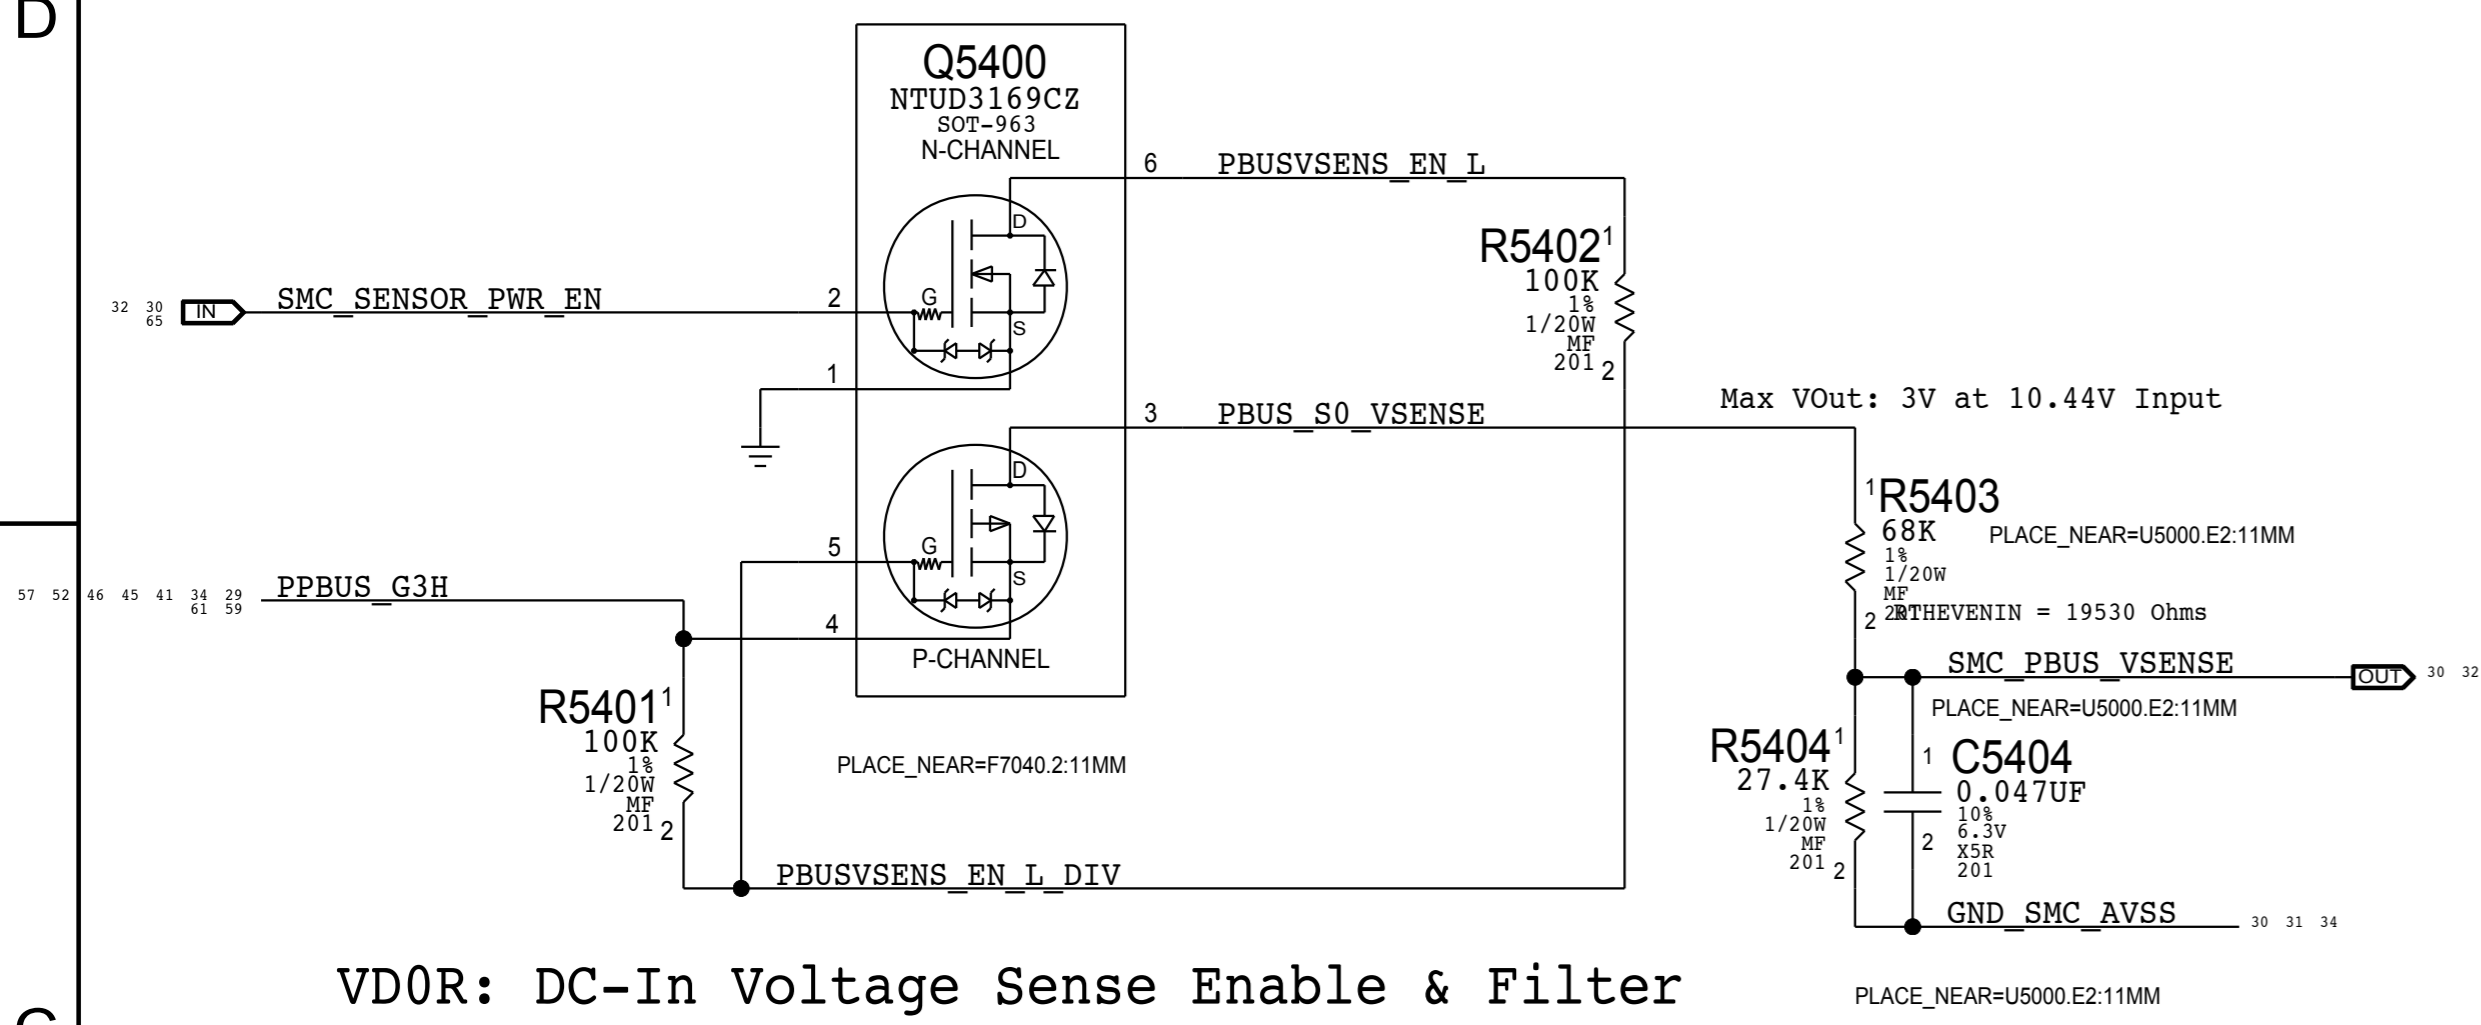 D
Q5400
NTUD3169CZ
SOT-963
N-CHANNEL
6
PBUSVSENS_EN_L
D
G
S
32 30
65
IN
SMC_SENSOR_PWR_EN
2
1
R5402
1
100K
1%
1/20W
MF
201
2
3
PBUS_S0_VSENSE
Max VOut: 3V at 10.44V Input
D
G
S
5
4
P-CHANNEL
57 52 46 45 41 34 29
61 59
PPBUS_G3H
1
R5403
68K
PLACE_NEAR=U5000.E2:11MM
1%
1/20W
MF
2
RTHEVENIN = 19530 Ohms
SMC_PBUS_VSENSE
OUT
30 32
PLACE_NEAR=U5000.E2:11MM
R5401
1
100K
1%
1/20W
MF
201
2
PLACE_NEAR=F7040.2:11MM
R5404
1
27.4K
1%
1/20W
MF
201
2
1
C5404
0.047UF
10%
6.3V
X5R
201
2
PBUSVSENS_EN_L_DIV
GND_SMC_AVSS
30 31 34
VD0R: DC-In Voltage Sense Enable & Filter
PLACE_NEAR=U5000.E2:11MM